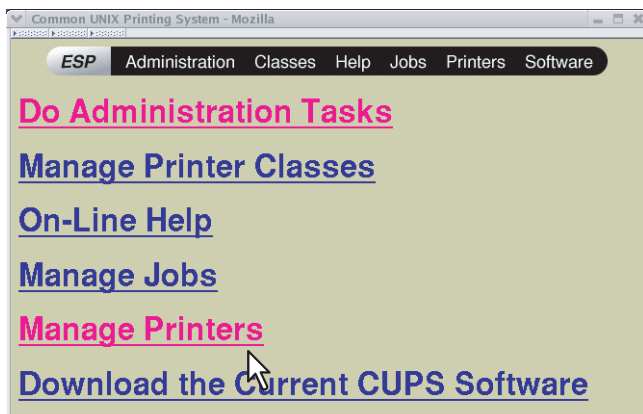 Common UNIX Printing System - Mozilla
ESP Administration Classes Help Jobs Printers Software
Do Administration Tasks
Manage Printer Classes
On-Line Help
Manage Jobs
Manage Printers
Download the Current CUPS Software